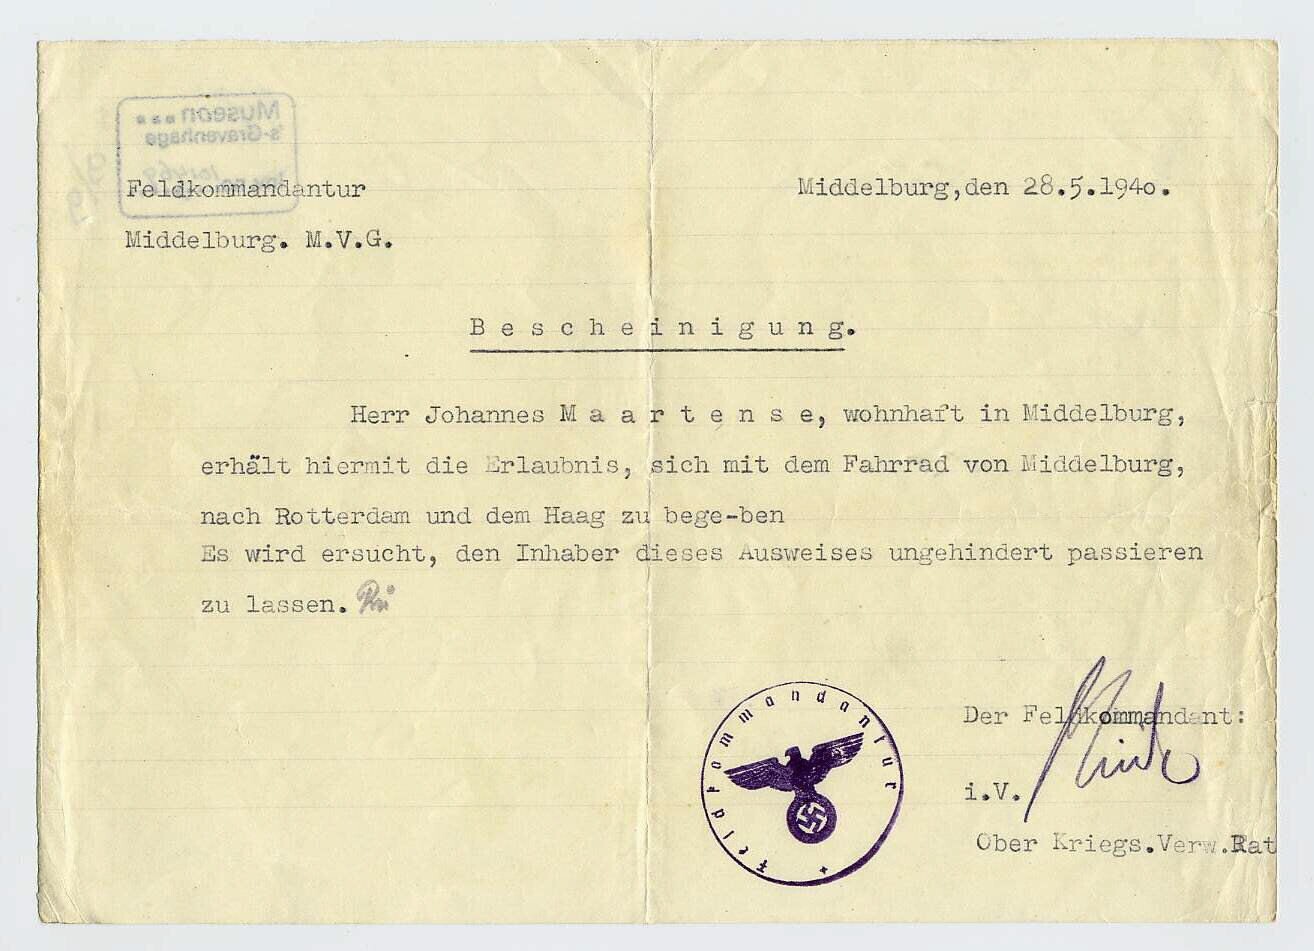 Museon
's-Gravenhage
Feldkommandantur
Middelburg, den 28.5.1940.
Middelburg. M.V.G.
Bescheinigung.
Herr Johannes Maartense, wohnhaft in Middelburg,
erhält hiermit die Erlaubnis, sich mit dem Fahrrad von Middelburg,
nach Rotterdam und dem Haag zu bege-ben
Es wird ersucht, den Inhaber dieses Ausweises ungehindert passieren
zu lassen.
Feldkommandantur
Der Feldkommandant:
i.V.
Ober Kriegs.Verw.Rat